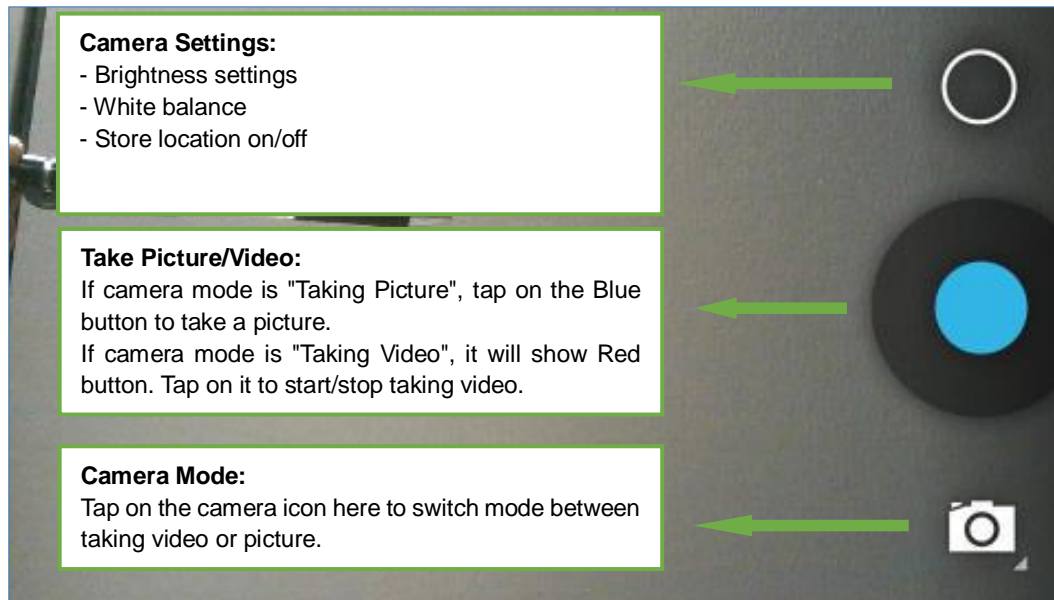 Camera Settings:
- Brightness settings
- White balance
- Store location on/off
Take Picture/Video:
If camera mode is "Taking Picture", tap on the Blue
button to take a picture.
If camera mode is "Taking Video", it will show Red
button. Tap on it to start/stop taking video.
Camera Mode:
Tap on the camera icon here to switch mode between
taking video or picture.